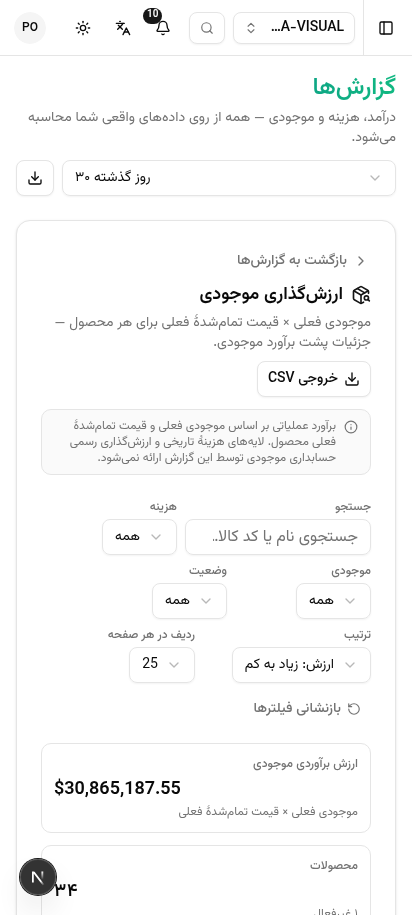 A-VISUAL...
10
PO
گزارش‌ها
درآمد، هزینه و موجودی — همه از روی داده‌های واقعی شما محاسبه
می‌شود.
۳۰ روز گذشته
بازگشت به گزارش‌ها
ارزش‌گذاری موجودی
موجودی فعلی × قیمت تمام‌شدهٔ فعلی برای هر محصول —
جزئیات پشت برآورد موجودی.
خروجی CSV
برآورد عملیاتی بر اساس موجودی فعلی و قیمت تمام‌شدهٔ
فعلی محصول. لایه‌های هزینهٔ تاریخی و ارزش‌گذاری رسمی
حسابداری موجودی توسط این گزارش ارائه نمی‌شود.
جستجو
هزینه
جستجوی نام یا کد کالا...
همه
موجودی
وضعیت
همه
همه
ترتیب
ردیف در هر صفحه
ارزش: زیاد به کم
25
بازنشانی فیلترها
ارزش برآوردی موجودی
$30,865,187.55
موجودی فعلی × قیمت تمام‌شدهٔ فعلی
محصولات
۳۴
۱ غیرفعال
N